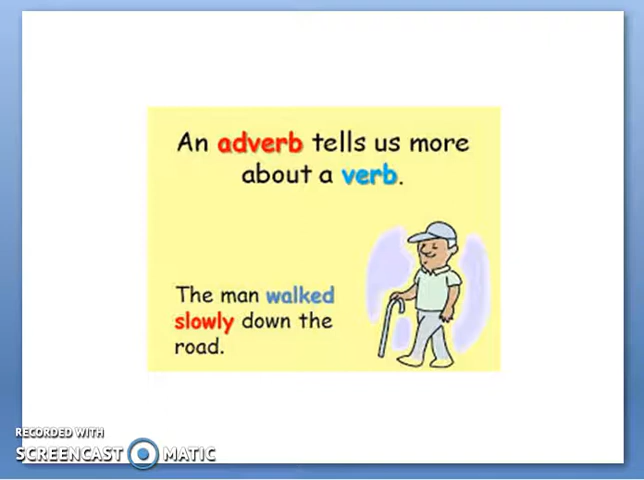 An adverb tells us more
about a verb.
The man walked
slowly down the
road.
RECORDED WITH
SCREENCAST MATIC